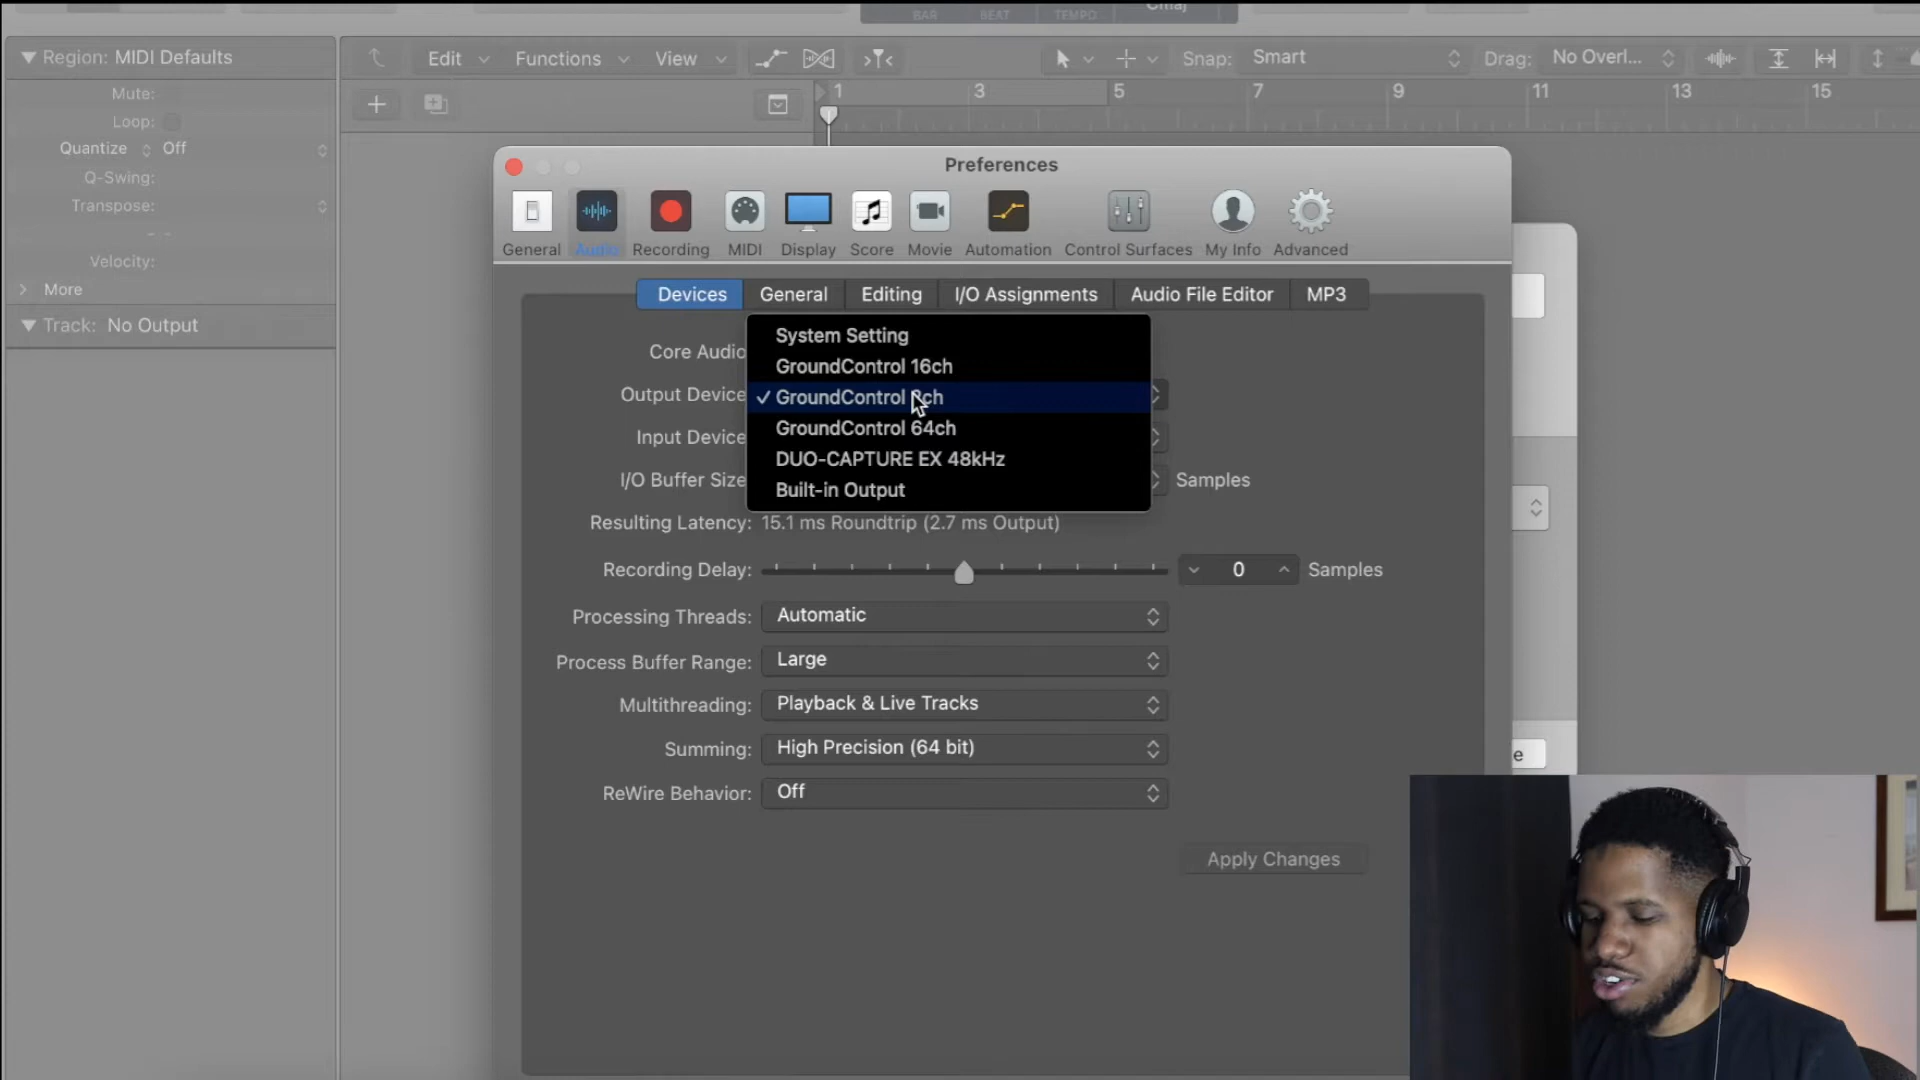 BAR BEAT TEMPO Cmaj
Region: MIDI Defaults
Edit Functions View Snap: Smart Drag: No Overl...
1 3 5 7 9 11 13 15
Mute:
Loop:
Quantize Off
Q-Swing:
Transpose:
Velocity:
More
Track: No Output
Preferences
General Audio Recording MIDI Display Score Movie Automation Control Surfaces My Info Advanced
Devices General Editing I/O Assignments Audio File Editor MP3
Core Audio
System Setting
GroundControl 16ch
Output Device
✓ GroundControl
GroundControl 64ch
Input Device
DUO-CAPTURE EX 48kHz
Built-in Output
I/O Buffer Size Samples
Resulting Latency: 15.1 ms Roundtrip (2.7 ms Output)
Recording Delay: 0 Samples
Processing Threads: Automatic
Process Buffer Range: Large
Multithreading: Playback & Live Tracks
Summing: High Precision (64 bit)
e
ReWire Behavior: Off
Apply Changes